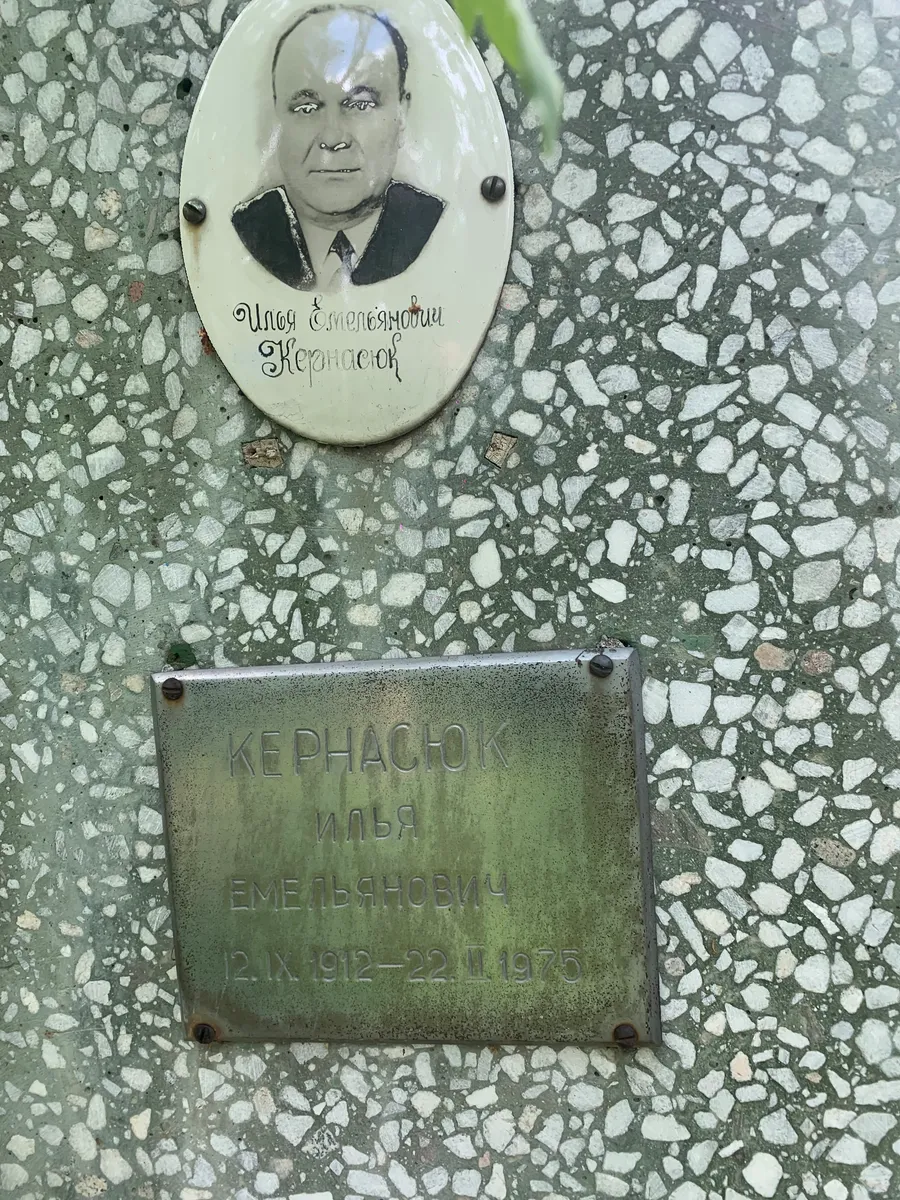 Илья Емельянович
Кернасюк
КЕРНАСЮК
ИЛЬЯ
ЕМЕЛЬЯНОВИЧ
12.IX.1912—22.II.1975